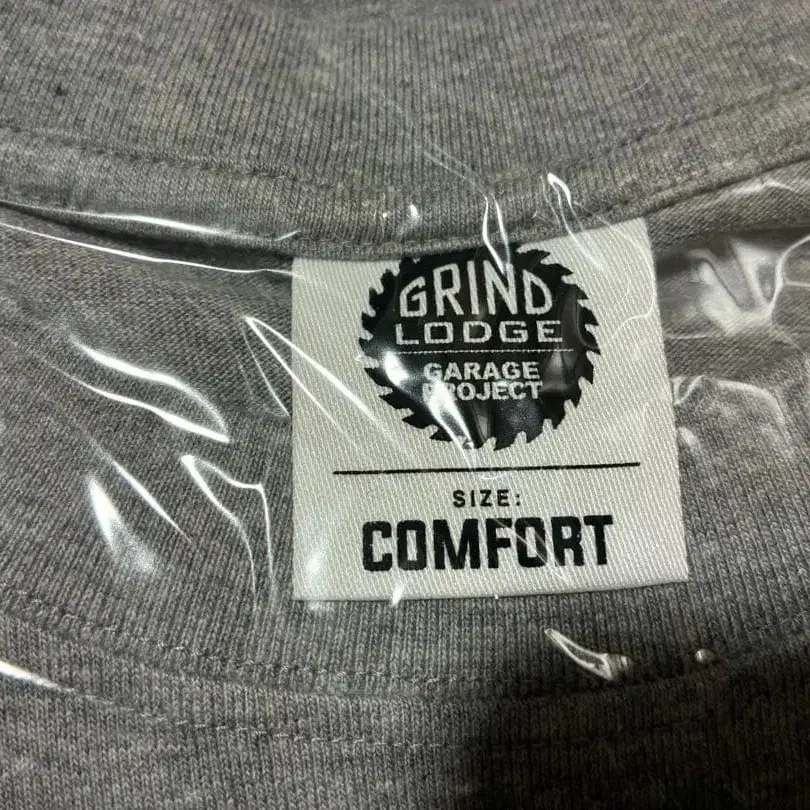 GRIND
LODGE
GARAGE
PROJECT
SIZE:
COMFORT